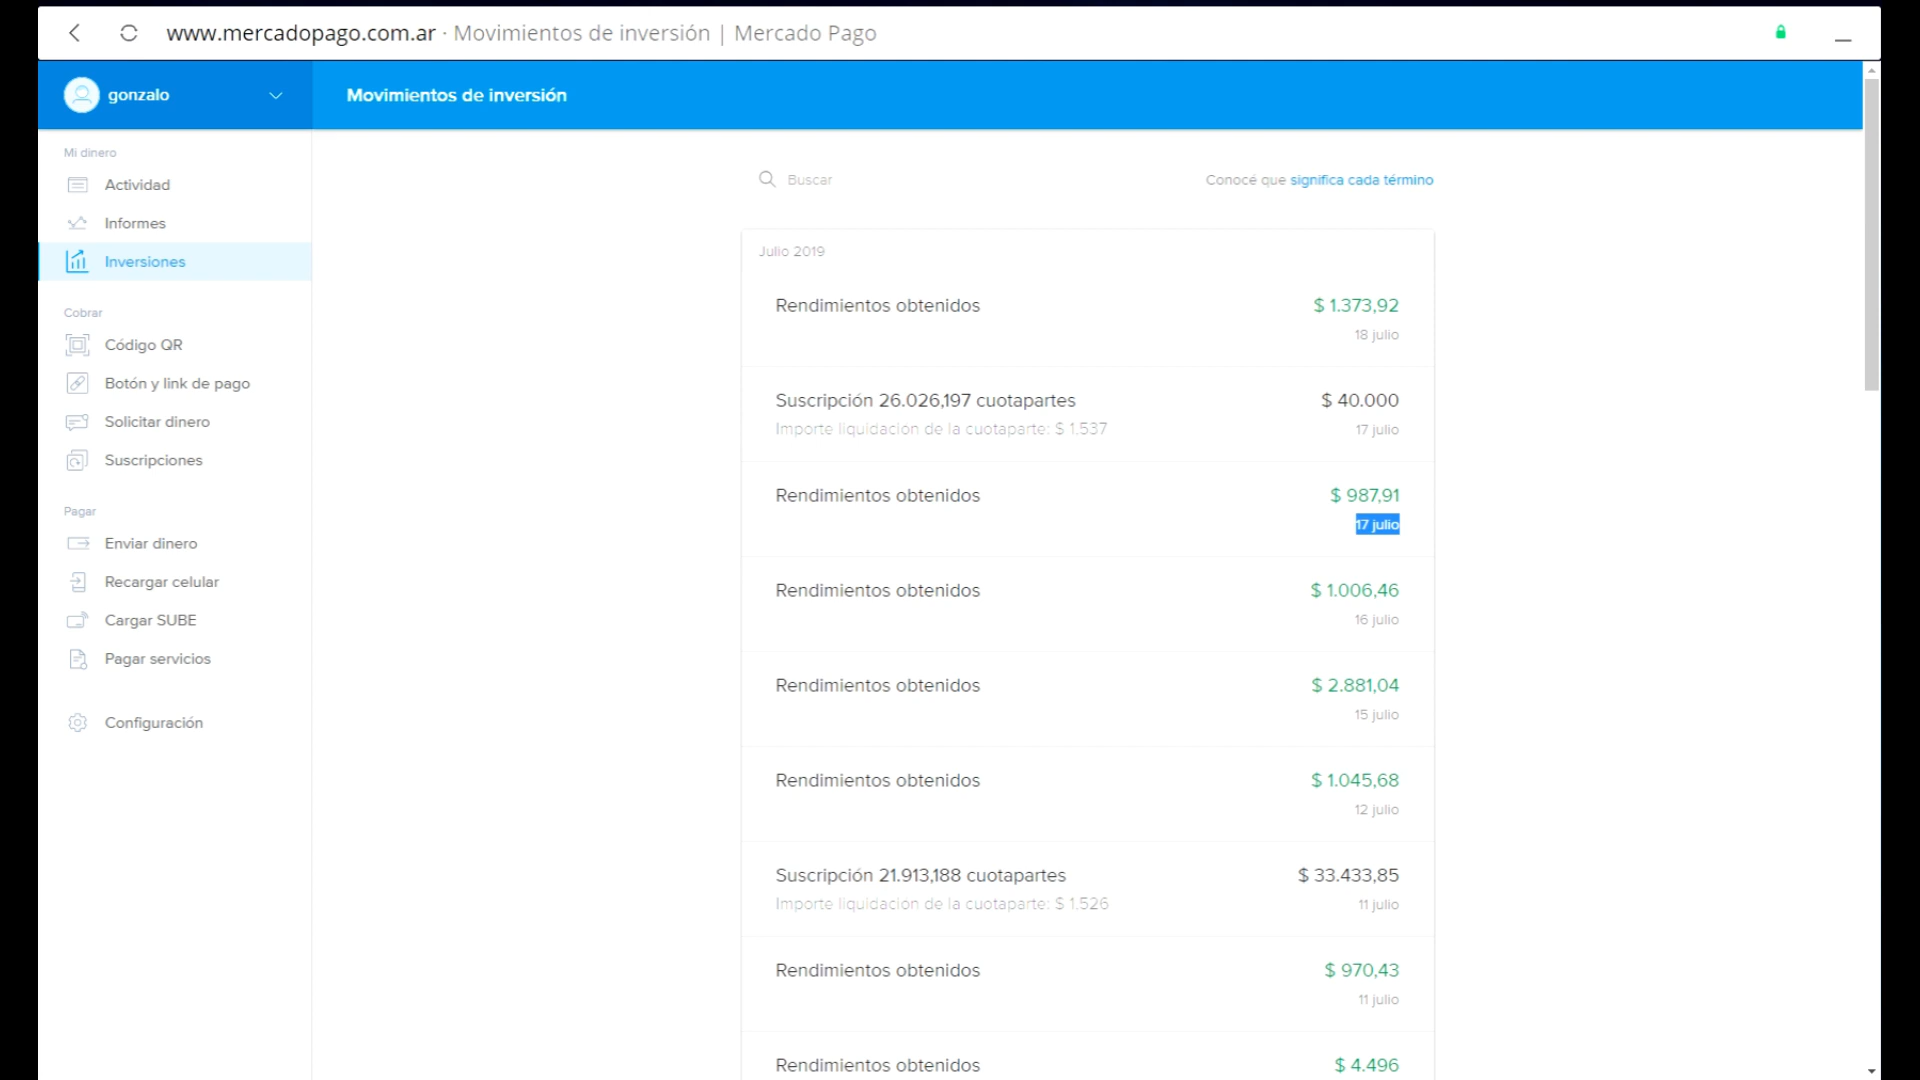 www.mercadopago.com.ar · Movimientos de inversión | Mercado Pago
gonzalo
Movimientos de inversión
Mi dinero
Actividad
Informes
Inversiones
Cobrar
Código QR
Botón y link de pago
Solicitar dinero
Suscripciones
Pagar
Enviar dinero
Recargar celular
Cargar SUBE
Pagar servicios
Configuración
Buscar
Conocé que significa cada término
Julio 2019
Rendimientos obtenidos $ 1.373,92
18 julio
Suscripción 26.026,197 cuotapartes $ 40.000
Importe liquidacion de la cuotaparte: $ 1.537 17 julio
Rendimientos obtenidos $ 987,91
17 julio
Rendimientos obtenidos $ 1.006,46
16 julio
Rendimientos obtenidos $ 2.881,04
15 julio
Rendimientos obtenidos $ 1.045,68
12 julio
Suscripción 21.913,188 cuotapartes $ 33.433,85
Importe liquidacion de la cuotaparte: $ 1.526 11 julio
Rendimientos obtenidos $ 970,43
11 julio
Rendimientos obtenidos $ 4.496